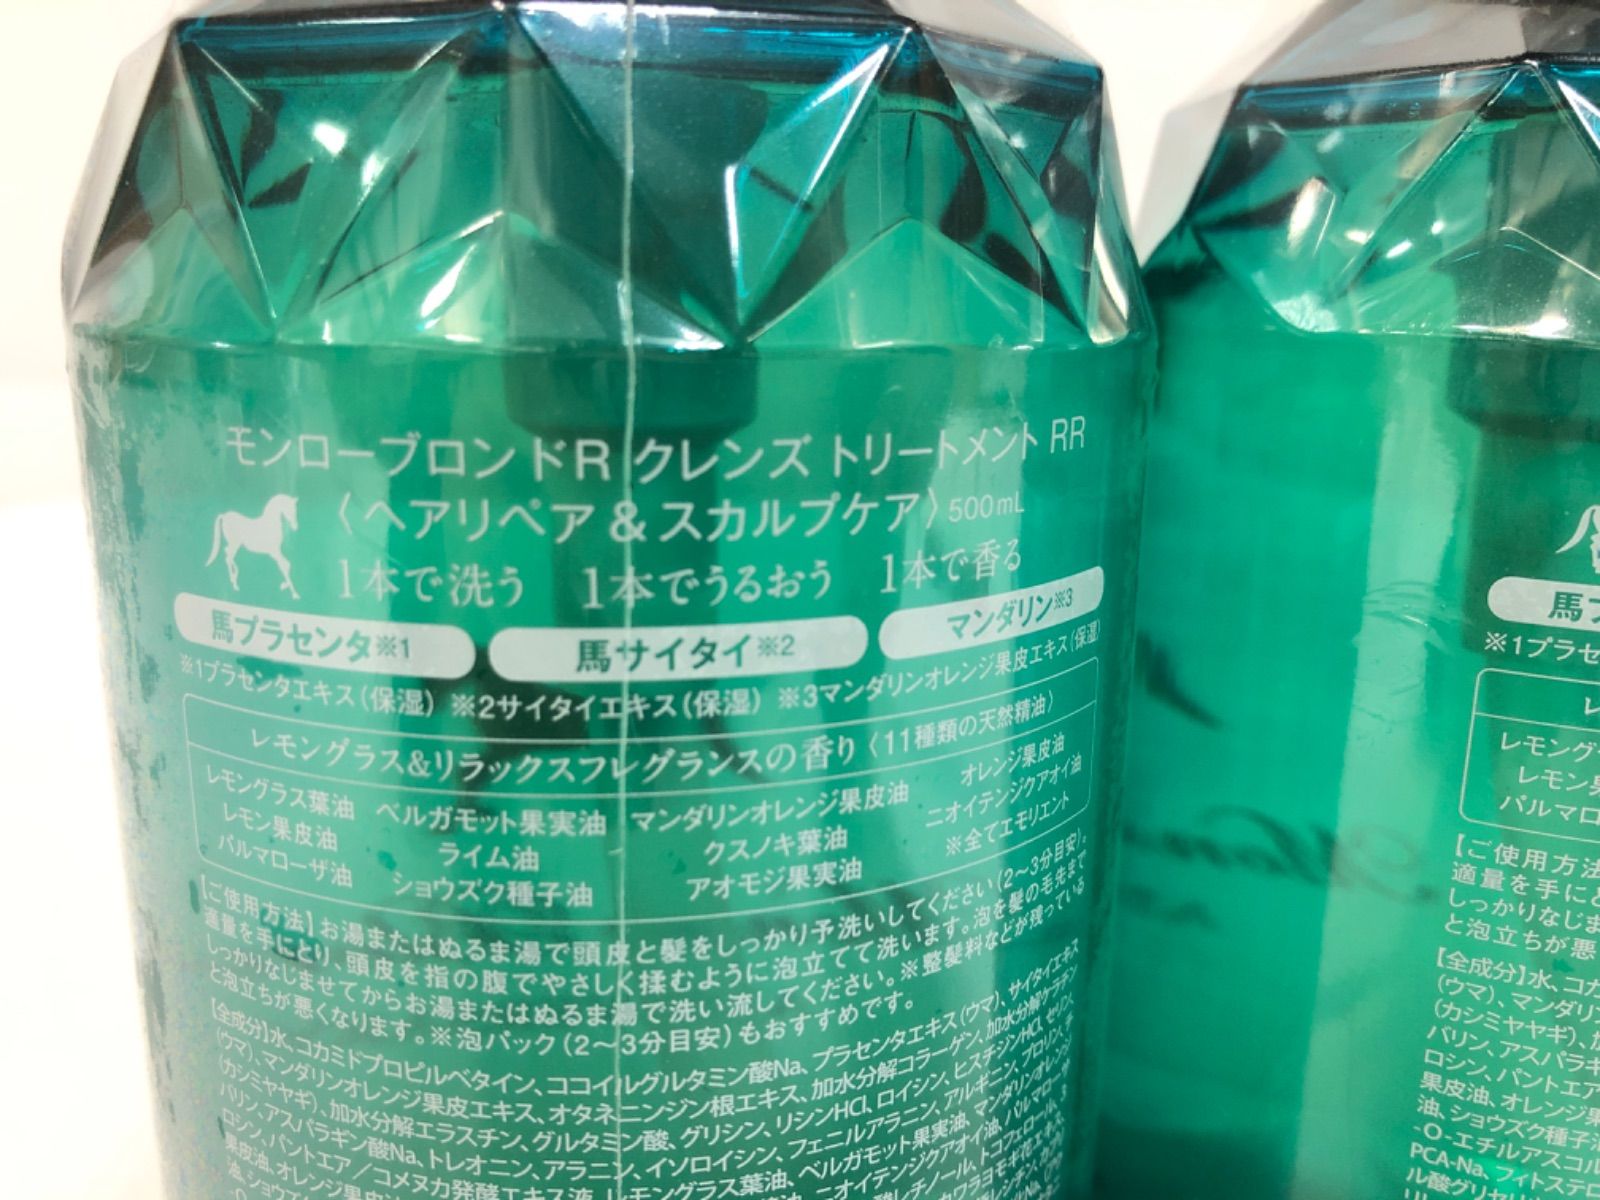 モンローブロンドR クレンズ トリートメント RR
〈ヘアリペア＆スカルプケア〉500mL
1本で洗う 1本でうるおう 1本で香る
馬プラセンタ※1 馬サイタイ※2 マンダリン※3
※1プラセンタエキス(保湿) ※2サイタイエキス(保湿) ※3マンダリンオレンジ果皮エキス(保湿)
レモングラス&リラックスフレグランスの香り〈11種類の天然精油〉
レモングラス葉油 ベルガモット果実油 マンダリンオレンジ果皮油 オレンジ果皮油
レモン果皮油 ライム油 クスノキ葉油 ニオイテンジクアオイ油
パルマローザ油 ショウズク種子油 アオモジ果実油 ※全てエモリエント
【ご使用方法】お湯またはぬるま湯で頭皮と髪をしっかり予洗いしてください(2〜3分目安)。
適量を手にとり、頭皮を指の腹でやさしく揉むように泡立てて洗います。泡を髪の毛先まで
しっかりなじませてからお湯またはぬるま湯で洗い流してください。※整髪料などが残っている
と泡立ちが悪くなります。※泡パック(2〜3分目安)もおすすめです。
【全成分】水、コカミドプロピルベタイン、ココイルグルタミン酸Na、プラセンタエキス(ウマ)、サイタイエキス
(ウマ)、マンダリンオレンジ果皮エキス、オタネニンジン根エキス、加水分解コラーゲン、加水分解ケラチン
(カシミヤヤギ)、加水分解エラスチン、グルタミン酸、グリシン、リシンHCl、ロイシン、ヒスチジンHCl、セリン、
バリン、アスパラギン酸Na、トレオニン、アラニン、イソロイシン、フェニルアラニン、アルギニン、プロリン、チ
ロシン、パントエア／コメヌカ発酵エキス液、レモングラス葉油、ベルガモット果実油、マンダリンオレンジ
果皮油、オレンジ果皮 ニオイテンジクアオイ油、パルマローザ
油、ショウズク
馬プ
※1プラセ
レ
レモング
レモン果
パルマロ
【ご使用方法
適量を手にと
しっかりなじま
と泡立ちが悪
【全成分】水、コカ
(ウマ)、マンダリ
(カシミヤヤギ)、加
バリン、アスパラギ
ロシン、パントエア
果皮油、オレンジ果
油、ショウズク種子
-O-エチルアスコル
PCA-Na、フィトステロ
ル酸グリ